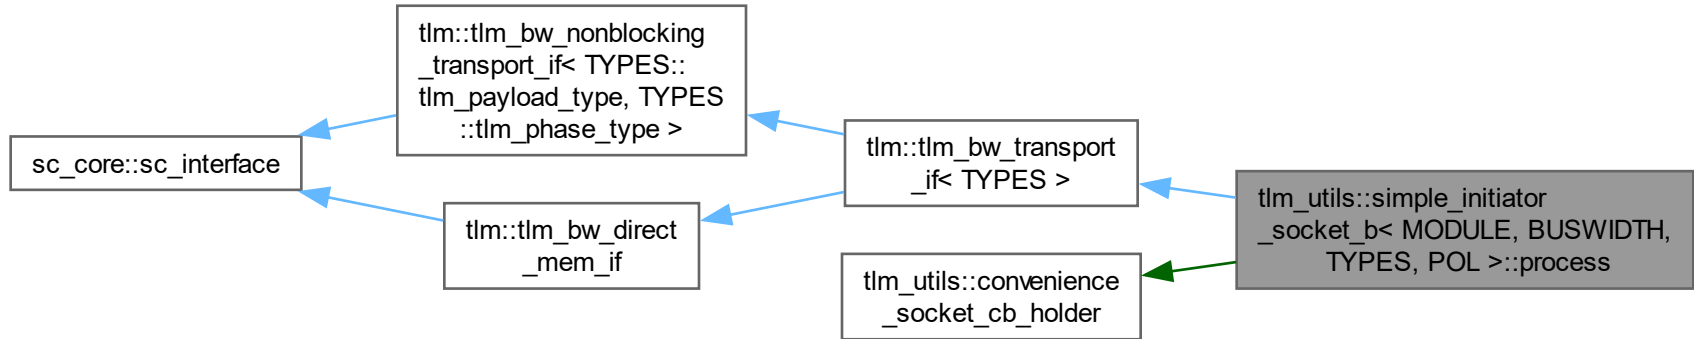 tlm::tlm_bw_nonblocking
_transport_if< TYPES::
tlm_payload_type, TYPES
::tlm_phase_type >
sc_core::sc_interface
tlm::tlm_bw_direct
_mem_if
tlm::tlm_bw_transport
_if< TYPES >
tlm_utils::convenience
_socket_cb_holder
tlm_utils::simple_initiator
_socket_b< MODULE, BUSWIDTH,
TYPES, POL >::process